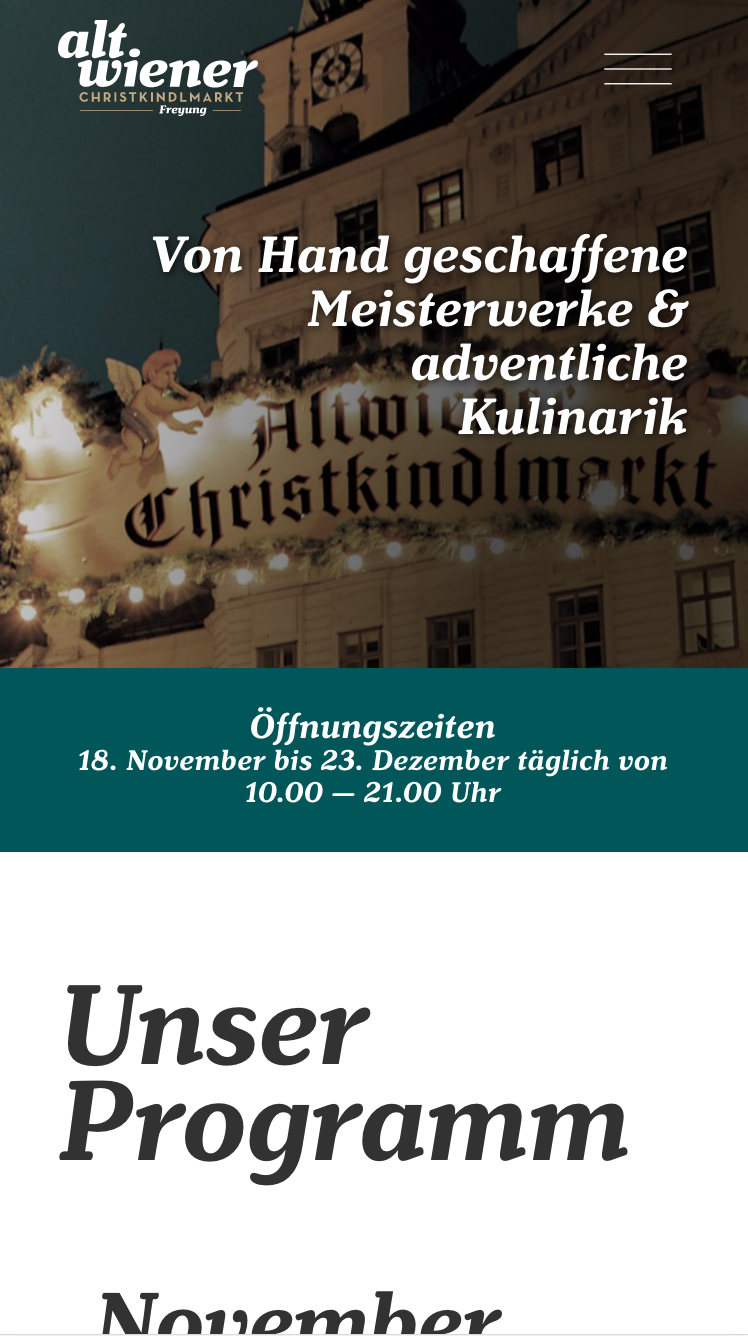 alt.
wiener
CHRISTKINDLMARKT
Freyung
Von Hand geschaffene
Meisterwerke &
adventliche
Kulinarik
Altwiener
Christkindlmarkt
Öffnungszeiten
18. November bis 23. Dezember täglich von
10.00 — 21.00 Uhr
Unser
Programm
November